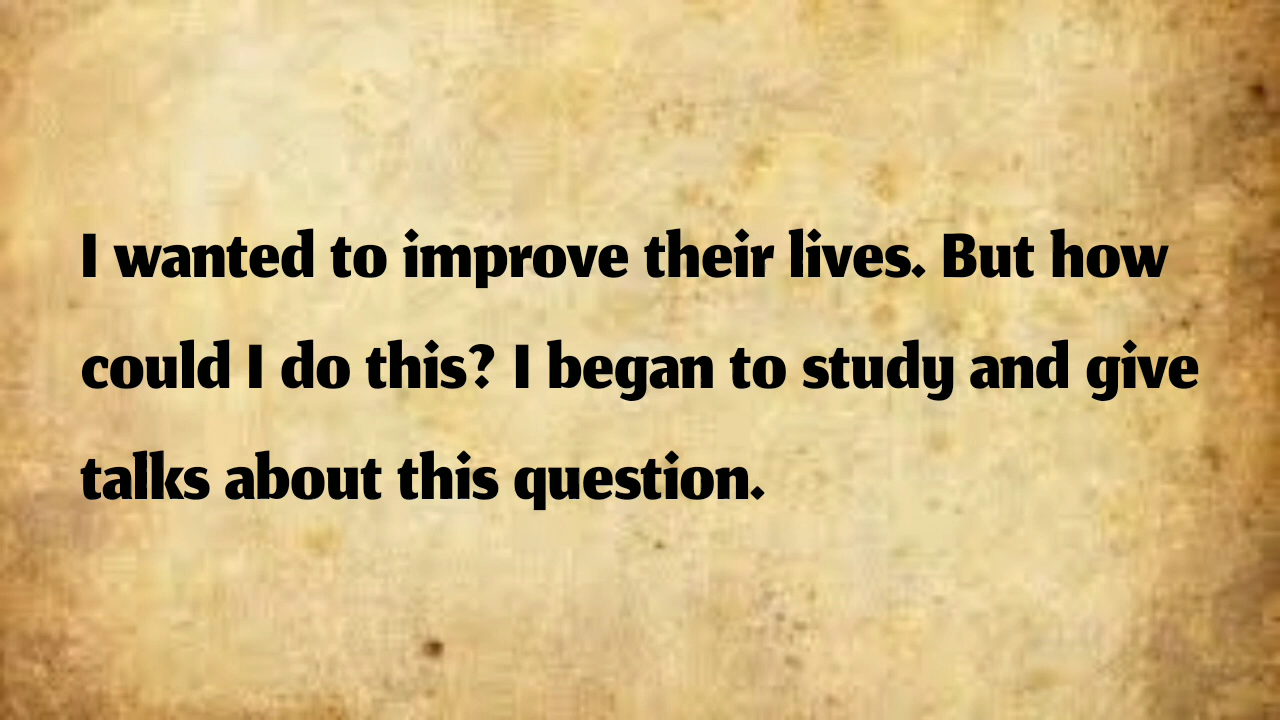 I wanted to improve their lives. But how
could I do this? I began to study and give
talks about this question.